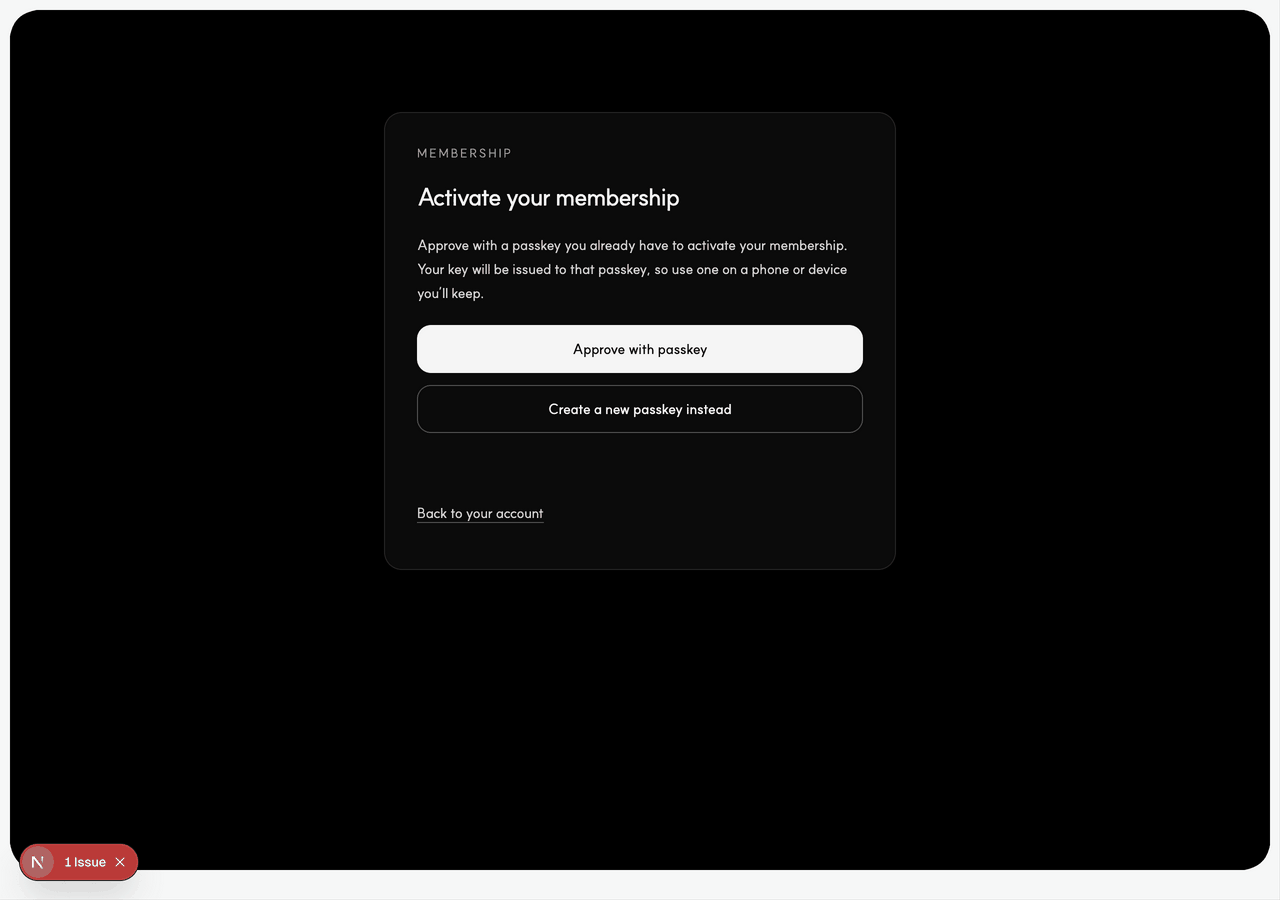 MEMBERSHIP
Activate your membership
Approve with a passkey you already have to activate your membership.
Your key will be issued to that passkey, so use one on a phone or device
you'll keep.
Approve with passkey
Create a new passkey instead
Back to your account
N 1 Issue